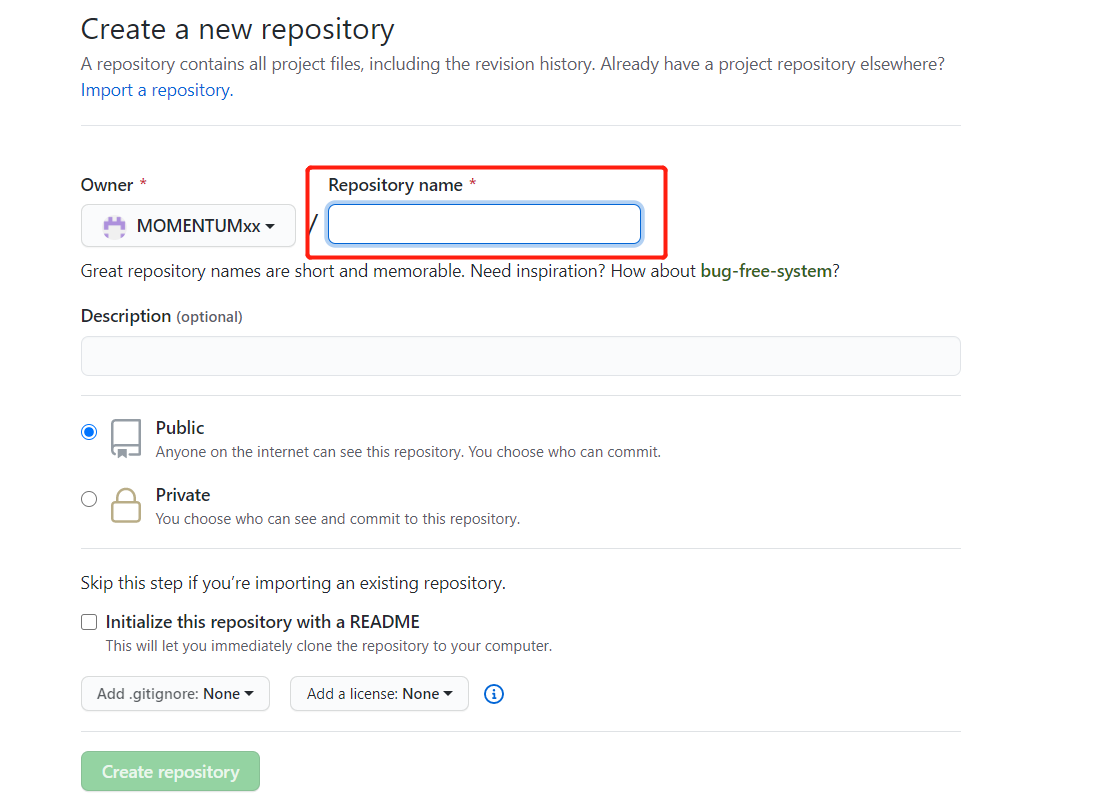 Create a new repository
A repository contains all project files, including the revision history. Already have a project repository elsewhere?
Import a repository.
Owner *
Repository name *
MOMENTUMxx
/
Great repository names are short and memorable. Need inspiration? How about bug-free-system?
Description (optional)
Public
Anyone on the internet can see this repository. You choose who can commit.
Private
You choose who can see and commit to this repository.
Skip this step if you’re importing an existing repository.
Initialize this repository with a README
This will let you immediately clone the repository to your computer.
Add .gitignore: None
Add a license: None
Create repository